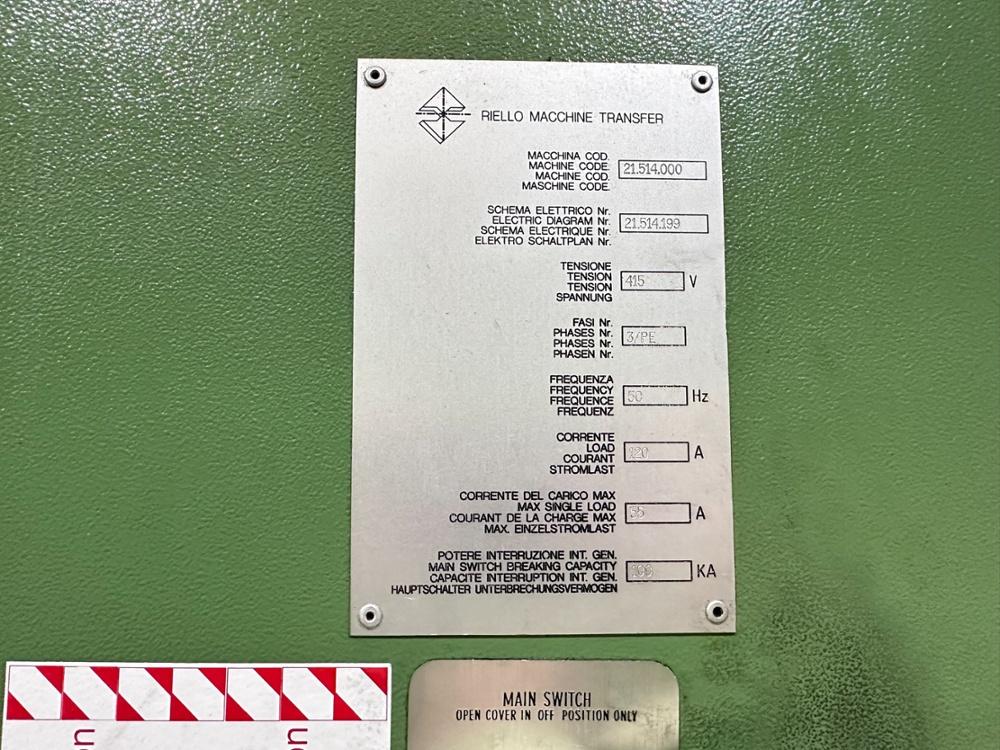 RIELLO MACCHINE TRANSFER
MACCHINA COD.
MACHINE CODE.
MACHINE COD.
MASCHINE CODE.
21.514.000
SCHEMA ELETTRICO Nr.
ELECTRIC DIAGRAM Nr.
SCHEMA ELECTRIQUE Nr.
ELEKTRO SCHALTPLAN Nr.
21.514.199
TENSIONE
TENSION
TENSION
SPANNUNG
415 V
FASI Nr.
PHASES Nr.
PHASES Nr.
PHASEN Nr.
3/PE
FREQUENZA
FREQUENCY
FREQUENCE
FREQUENZ
50 Hz
CORRENTE
LOAD
COURANT
STROMLAST
120 A
CORRENTE DEL CARICO MAX
MAX SINGLE LOAD
COURANT DE LA CHARGE MAX
MAX. EINZELSTROMLAST
A
POTERE INTERRUZIONE INT. GEN.
MAIN SWITCH BREAKING CAPACITY
CAPACITE INTERRUPTION INT. GEN.
HAUPTSCHALTER UNTERBRECHUNGSVERMOGEN
KA
MAIN SWITCH
OPEN COVER IN OFF POSITION ONLY
on
on